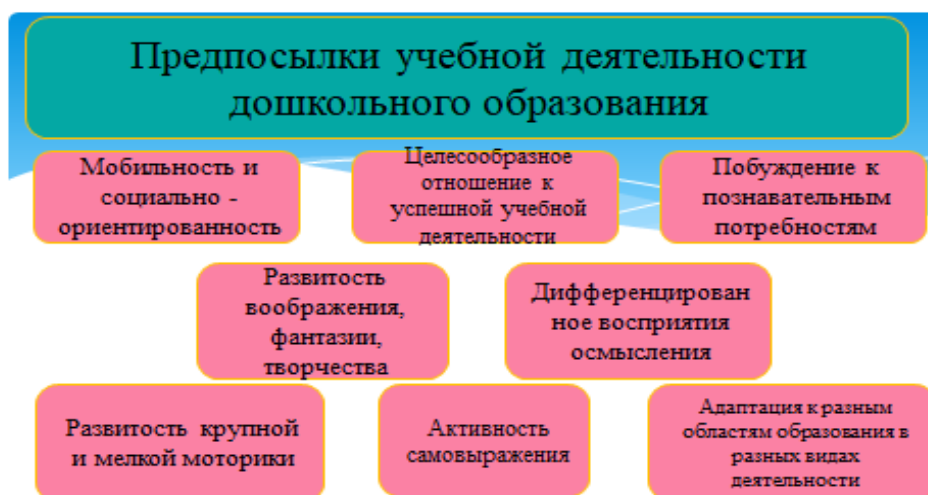 Предпосылки учебной деятельности
дошкольного образования
Мобильность и
социально -
ориентированность
Целесообразное
отношение к
успешной учебной
деятельности
Побуждение к
познавательным
потребностям
Развитость
воображения,
фантазии,
творчества
Дифференцирован
ное восприятия
осмысления
Развитость крупной
и мелкой моторики
Активность
самовыражения
Адаптация к разным
областям образования в
разных видах
деятельности